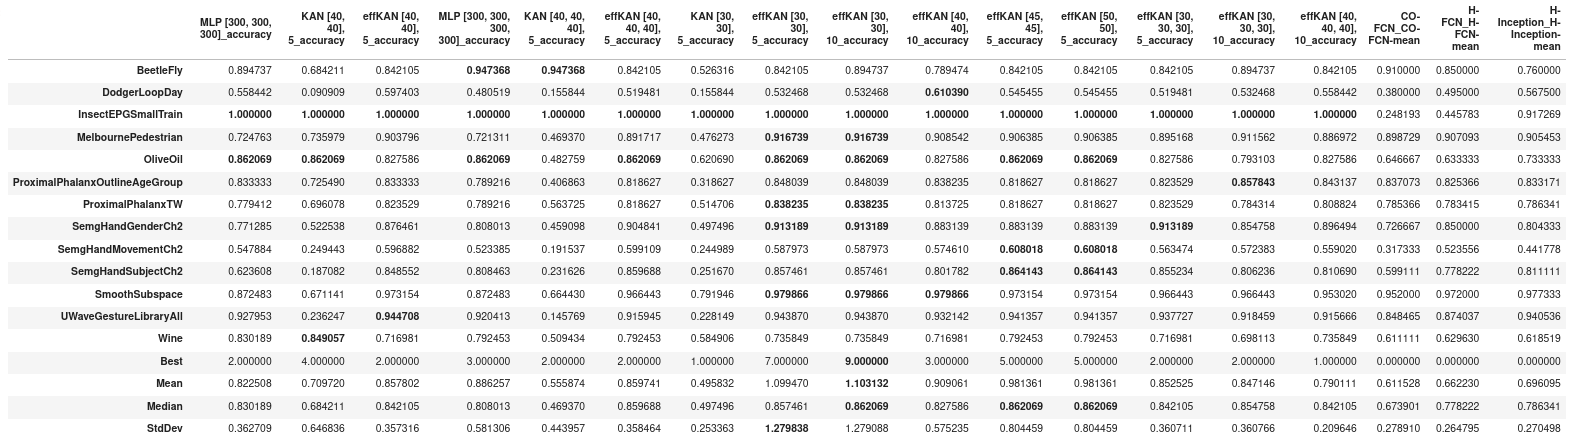 MLP [300, 300, 300]_accuracy KAN [40, 40], 5_accuracy effKAN [40, 40], 5_accuracy MLP [300, 300, 300, 300]_accuracy KAN [40, 40, 40], 5_accuracy effKAN [40, 40, 40], 5_accuracy KAN [30, 30], 5_accuracy effKAN [30, 30], 5_accuracy effKAN [30, 30], 10_accuracy effKAN [40, 40], 10_accuracy effKAN [45, 45], 5_accuracy effKAN [50, 50], 5_accuracy effKAN [30, 30, 30], 5_accuracy effKAN [30, 30, 30], 10_accuracy effKAN [40, 40, 40], 10_accuracy CO-FCN_CO-FCN-mean H-FCN_H-FCN-mean H-Inception_H-Inception-mean
BeetleFly 0.894737 0.684211 0.842105 0.947368 0.947368 0.842105 0.526316 0.842105 0.894737 0.789474 0.842105 0.842105 0.842105 0.894737 0.842105 0.910000 0.850000 0.760000
DodgerLoopDay 0.558442 0.090909 0.597403 0.480519 0.155844 0.519481 0.155844 0.532468 0.532468 0.610390 0.545455 0.545455 0.519481 0.532468 0.558442 0.380000 0.495000 0.567500
InsectEPGSmallTrain 1.000000 1.000000 1.000000 1.000000 1.000000 1.000000 1.000000 1.000000 1.000000 1.000000 1.000000 1.000000 1.000000 1.000000 1.000000 0.248193 0.445783 0.917269
MelbournePedestrian 0.724763 0.735979 0.903796 0.721311 0.469370 0.891717 0.476273 0.916739 0.916739 0.908542 0.906385 0.906385 0.895168 0.911562 0.886972 0.898729 0.907093 0.905453
OliveOil 0.862069 0.862069 0.827586 0.862069 0.482759 0.862069 0.620690 0.862069 0.862069 0.827586 0.862069 0.862069 0.827586 0.793103 0.827586 0.646667 0.633333 0.733333
ProximalPhalanxOutlineAgeGroup 0.833333 0.725490 0.833333 0.789216 0.406863 0.818627 0.318627 0.848039 0.848039 0.838235 0.818627 0.818627 0.823529 0.857843 0.843137 0.837073 0.825366 0.833171
ProximalPhalanxTW 0.779412 0.696078 0.823529 0.789216 0.563725 0.818627 0.514706 0.838235 0.838235 0.813725 0.818627 0.818627 0.823529 0.784314 0.808824 0.785366 0.783415 0.786341
SemgHandGenderCh2 0.771285 0.522538 0.876461 0.808013 0.459098 0.904841 0.497496 0.913189 0.913189 0.883139 0.883139 0.883139 0.913189 0.854758 0.896494 0.726667 0.850000 0.804333
SemgHandMovementCh2 0.547884 0.249443 0.596882 0.523385 0.191537 0.599109 0.244989 0.587973 0.587973 0.574610 0.608018 0.608018 0.563474 0.572383 0.559020 0.317333 0.523556 0.441778
SemgHandSubjectCh2 0.623608 0.187082 0.848552 0.808463 0.231626 0.859688 0.251670 0.857461 0.857461 0.801782 0.864143 0.864143 0.855234 0.806236 0.810690 0.599111 0.778222 0.811111
SmoothSubspace 0.872483 0.671141 0.973154 0.872483 0.664430 0.966443 0.791946 0.979866 0.979866 0.979866 0.973154 0.973154 0.966443 0.966443 0.953020 0.952000 0.972000 0.977333
UWaveGestureLibraryAll 0.927953 0.236247 0.944708 0.920413 0.145769 0.915945 0.228149 0.943870 0.943870 0.932142 0.941357 0.941357 0.937727 0.918459 0.915666 0.848465 0.874037 0.940536
Wine 0.830189 0.849057 0.716981 0.792453 0.509434 0.792453 0.584906 0.735849 0.735849 0.716981 0.792453 0.792453 0.716981 0.698113 0.735849 0.611111 0.629630 0.618519
Best 2.000000 4.000000 2.000000 3.000000 2.000000 2.000000 1.000000 7.000000 9.000000 3.000000 5.000000 5.000000 2.000000 2.000000 1.000000 0.000000 0.000000 0.000000
Mean 0.822508 0.709720 0.857802 0.886257 0.555874 0.859741 0.495832 1.099470 1.103132 0.909061 0.981361 0.981361 0.852525 0.847146 0.790111 0.611528 0.662230 0.696095
Median 0.830189 0.684211 0.842105 0.808013 0.469370 0.859688 0.497496 0.857461 0.862069 0.827586 0.862069 0.862069 0.842105 0.854758 0.842105 0.673901 0.778222 0.786341
StdDev 0.362709 0.646836 0.357316 0.581306 0.443957 0.358464 0.253363 1.279838 1.279088 0.575235 0.804459 0.804459 0.360711 0.360766 0.209646 0.278910 0.264795 0.270498